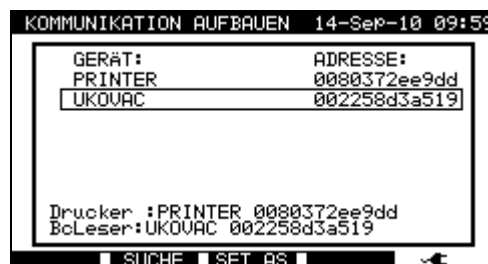 KOMMUNIKATION AUFBAUEN 14-Sep-10 09:59
GERÄT: ADRESSE:
PRINTER 0080372ee9dd
UKOVAC 002258d3a519
Drucker :PRINTER 0080372ee9dd
BcLeser:UKOVAC 002258d3a519
SUCHE SET AS